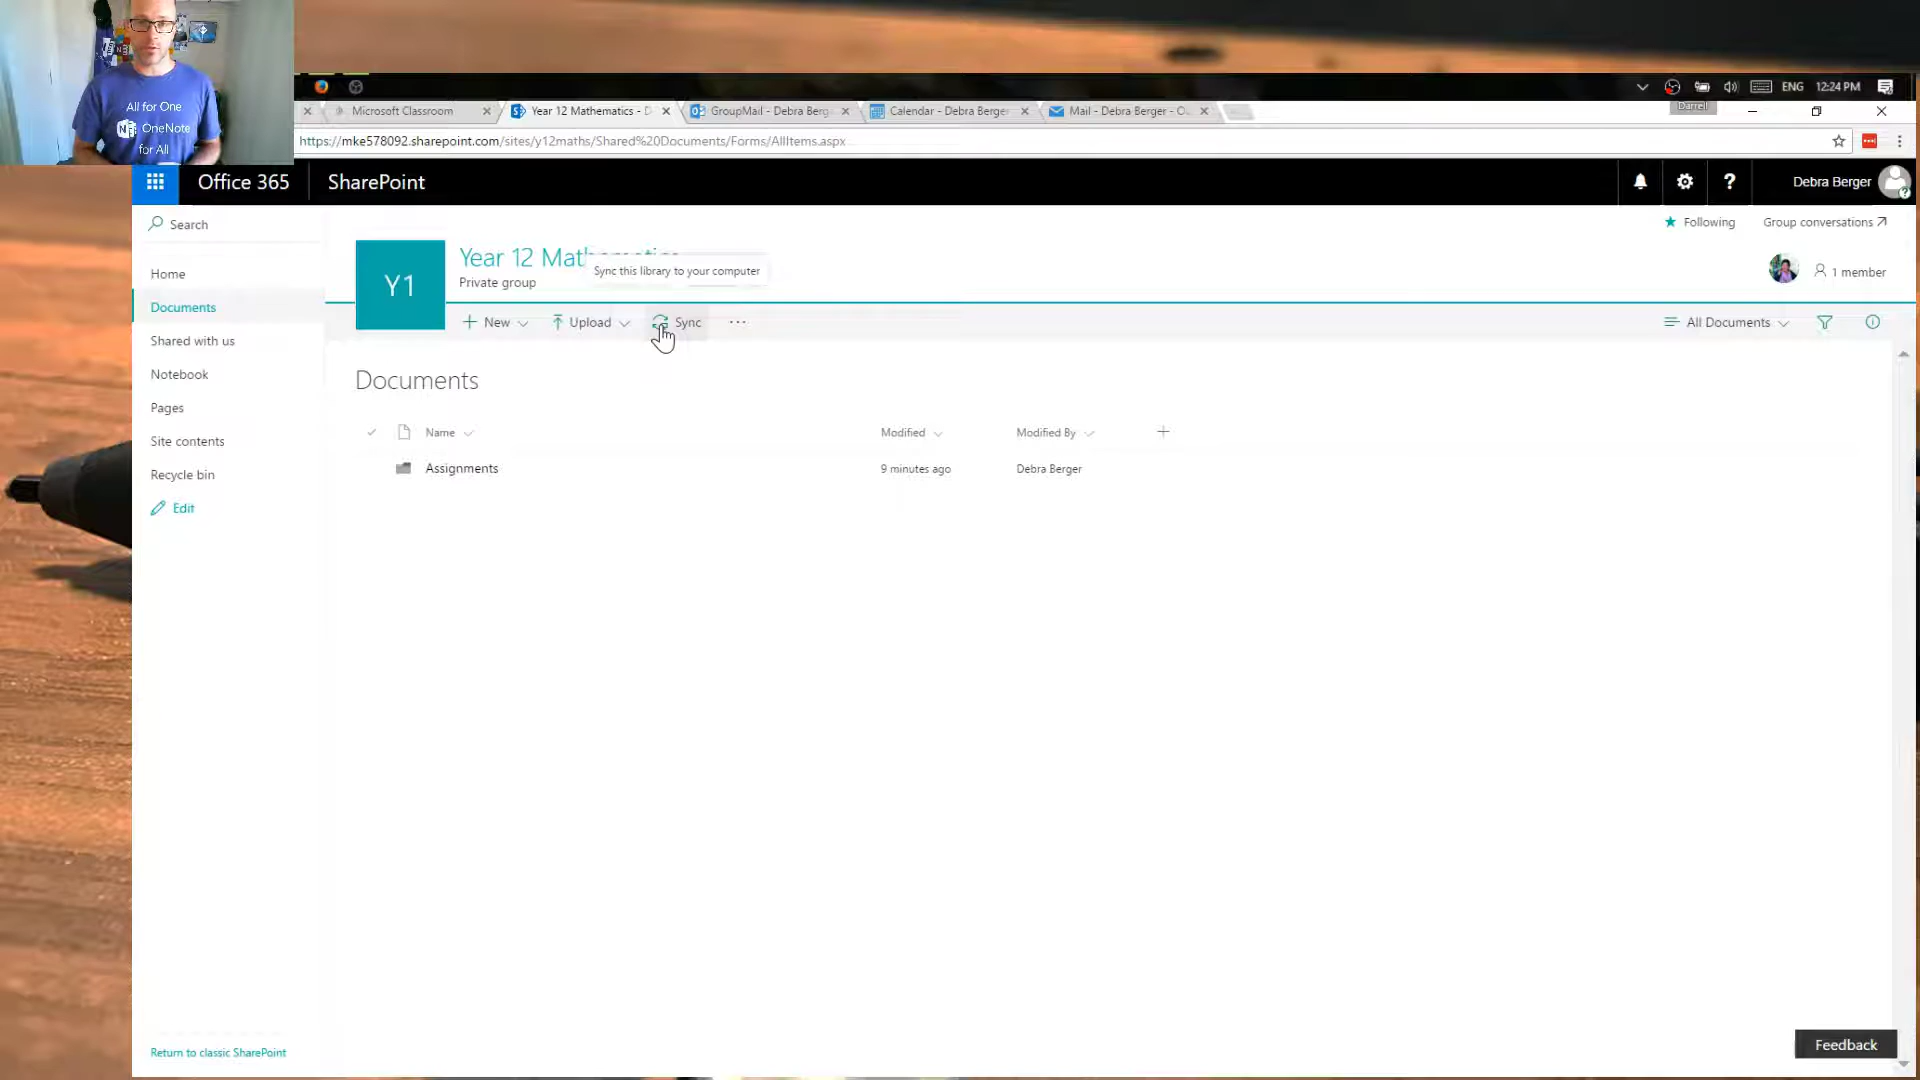 All for One
N OneNote
for All
ENG 12:24 PM
Darrell
Microsoft Classroom
Year 12 Mathematics - D
GroupMail - Debra Berg
Calendar - Debra Berger
Mail - Debra Berger - O
https://mke578092.sharepoint.com/sites/y12maths/Shared%20Documents/Forms/AllItems.aspx
Office 365
SharePoint
?
Debra Berger
Search
Following
Group conversations
Y1
Year 12 Mathematics
Sync this library to your computer
Private group
1 member
Home
Documents
Shared with us
Notebook
Pages
Site contents
Recycle bin
Edit
New
Upload
Sync
...
All Documents
Documents
Name
Modified
Modified By
Assignments
9 minutes ago
Debra Berger
Return to classic SharePoint
Feedback